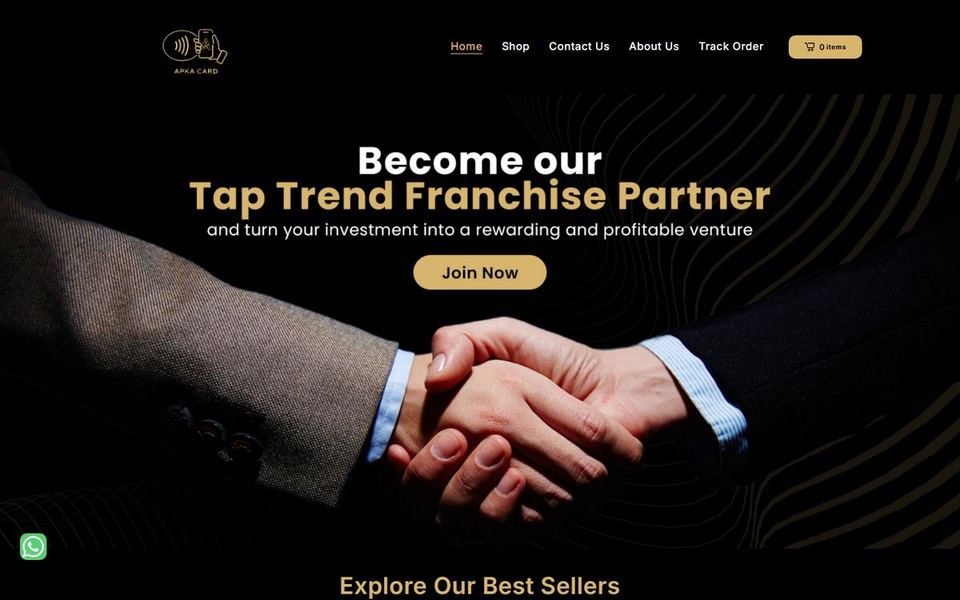 APKA CARD
Home
Shop
Contact Us
About Us
Track Order
0 items
Become our
Tap Trend Franchise Partner
and turn your investment into a rewarding and profitable venture
Join Now
Explore Our Best Sellers